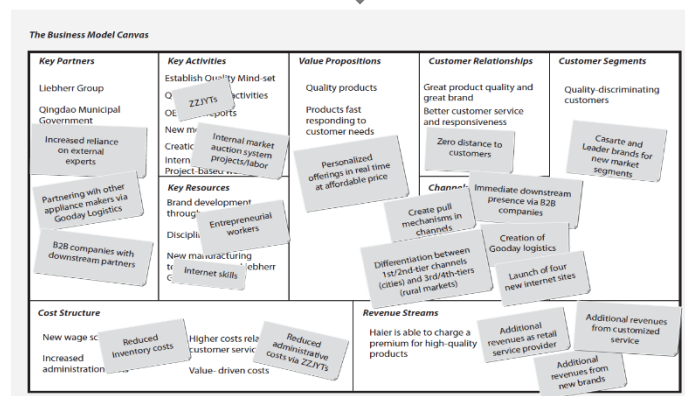 The Business Model Canvas
Key Partners
Liebherr Group
Qingdao Municipal
Government
Increased reliance
on external
experts
Partnering wih other
appliance makers via
Gooday Logistics
B2B companies with
downstream partners
Key Activities
Establish Quality Mind-set
activities
ZZJYTs
Internal market
auction system
projects/labor
Project-based
Key Resources
Brand development
Entrepreneurial
workers
New manufacturing
Internet skills
Value Propositions
Quality products
Products fast
responding to
customer needs
Personalized
offerings in real time
at affordable price
Customer Relationships
Great product quality and
great brand
Better customer service
and responsiveness
Zero distance to
customers
Immediate downstream
presence via B2B
companies
Create pull
mechanisms in
channels
Creation of
Gooday logistics
Differentiation between
1st/2nd-tier channels
(cities) and 3rd/4th-tiers
(rural markets)
Launch of four
new internet sites
Customer Segments
Quality-discriminating
customers
Casarte and
Leader brands for
new market
segments
Cost Structure
New wage
Increased
administration
Reduced
inventory costs
Higher costs
customer
Value- driven costs
Reduced
administrative
costs via ZZJYTs
Revenue Streams
Haier is able to charge a
premium for high-quality
products
Additional
revenues as retail
service provider
Additional revenues
from customized
service
Additional
revenues from
new brands